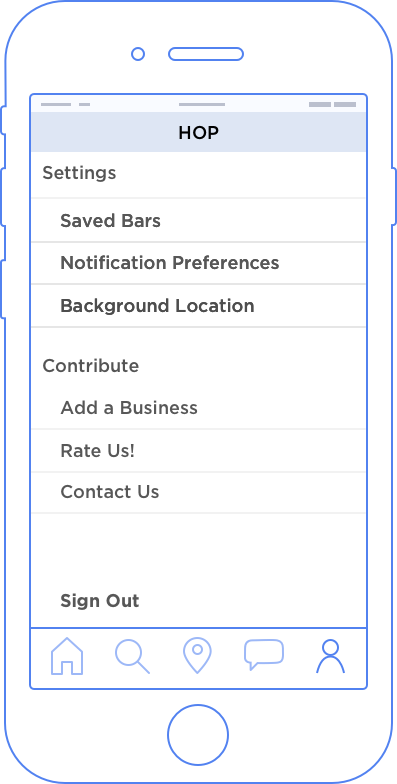 HOP
Settings
Saved Bars
Notification Preferences
Background Location
Contribute
Add a Business
Rate Us!
Contact Us
Sign Out